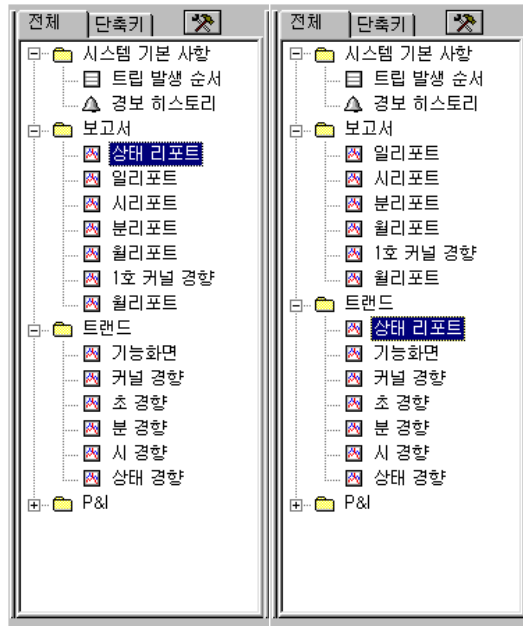 전체 단축키
시스템 기본 사항
트립 발생 순서
경보 히스토리
보고서
상태 리포트
일리포트
시리포트
분리포트
월리포트
1호 커널 경향
월리포트
트랜드
기능화면
커널 경향
초 경향
분 경향
시 경향
상태 경향
P&I
전체 단축키
시스템 기본 사항
트립 발생 순서
경보 히스토리
보고서
일리포트
시리포트
분리포트
월리포트
1호 커널 경향
월리포트
트랜드
상태 리포트
기능화면
커널 경향
초 경향
분 경향
시 경향
상태 경향
P&I